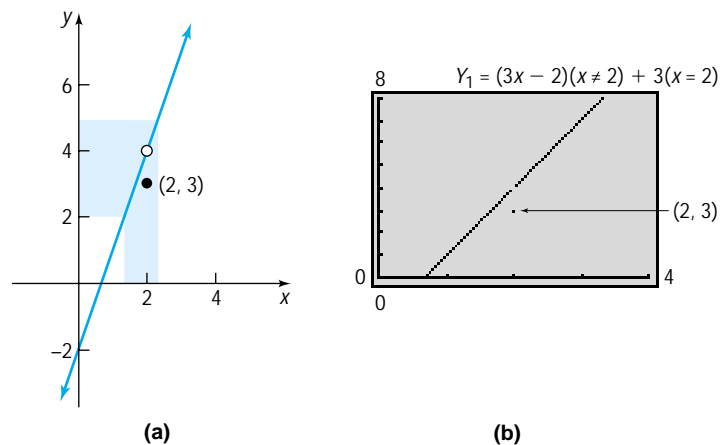 y
6
4
(2, 3)
2
2
4
x
−2
(a)
Y₁ = (3x − 2)(x ≠ 2) + 3(x = 2)
8
(2, 3)
0
4
0
(b)